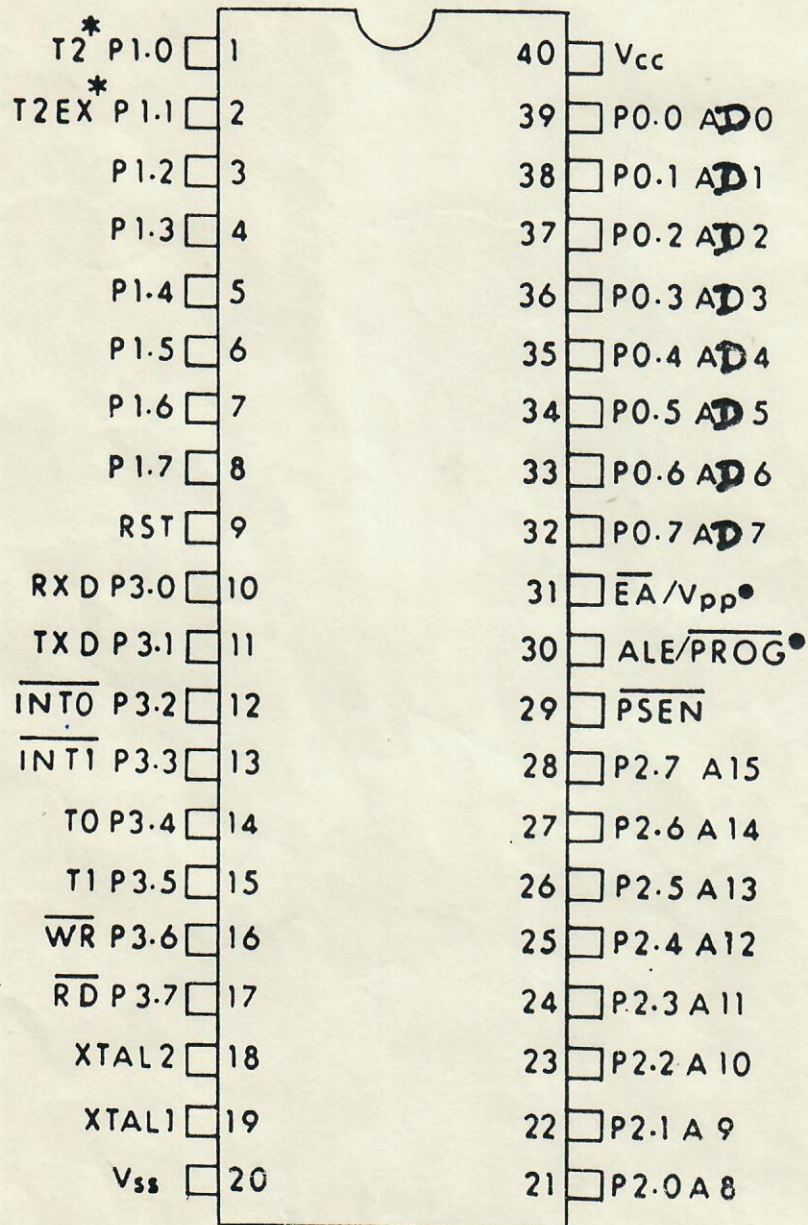 T2* P1.0 1 40 Vcc
T2EX* P1.1 2 39 P0.0 AD0
P1.2 3 38 P0.1 AD1
P1.3 4 37 P0.2 AD2
P1.4 5 36 P0.3 AD3
P1.5 6 35 P0.4 AD4
P1.6 7 34 P0.5 AD5
P1.7 8 33 P0.6 AD6
RST 9 32 P0.7 AD7
RXD P3.0 10 31 E̅A̅/Vpp●
TXD P3.1 11 30 ALE/P̅R̅O̅G̅●
I̅N̅T̅0̅ P3.2 12 29 P̅S̅E̅N̅
I̅N̅T̅1̅ P3.3 13 28 P2.7 A15
T0 P3.4 14 27 P2.6 A14
T1 P3.5 15 26 P2.5 A13
W̅R̅ P3.6 16 25 P2.4 A12
R̅D̅ P3.7 17 24 P2.3 A11
XTAL2 18 23 P2.2 A10
XTAL1 19 22 P2.1 A9
Vss 20 21 P2.0 A8